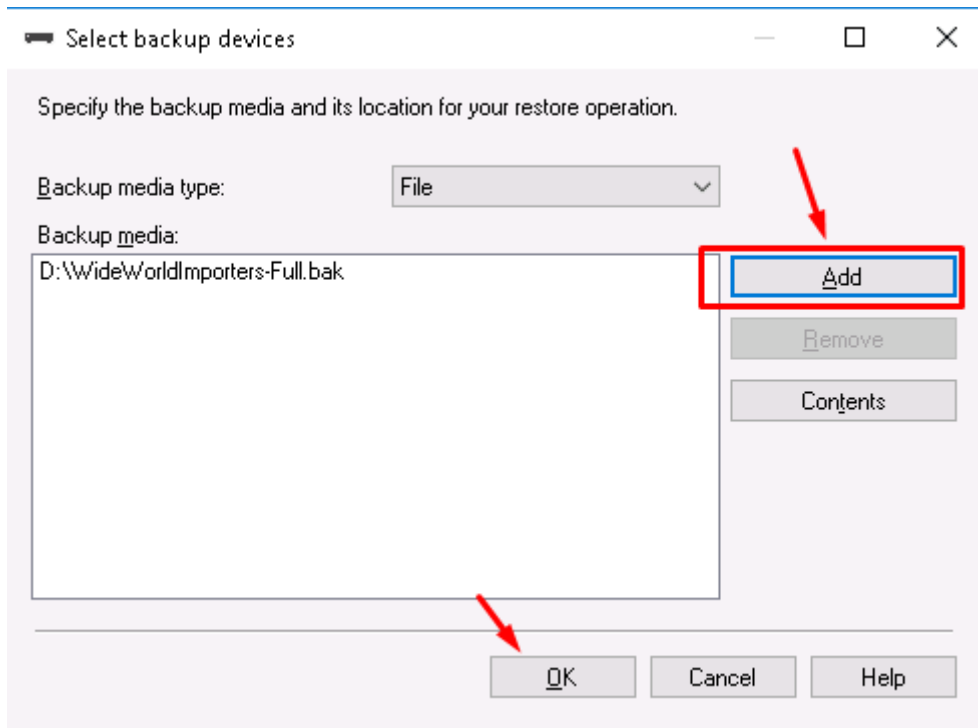 Select backup devices
Specify the backup media and its location for your restore operation.
Backup media type:
File
Backup media:
D:\WideWorldImporters-Full.bak
Add
Remove
Contents
OK
Cancel
Help